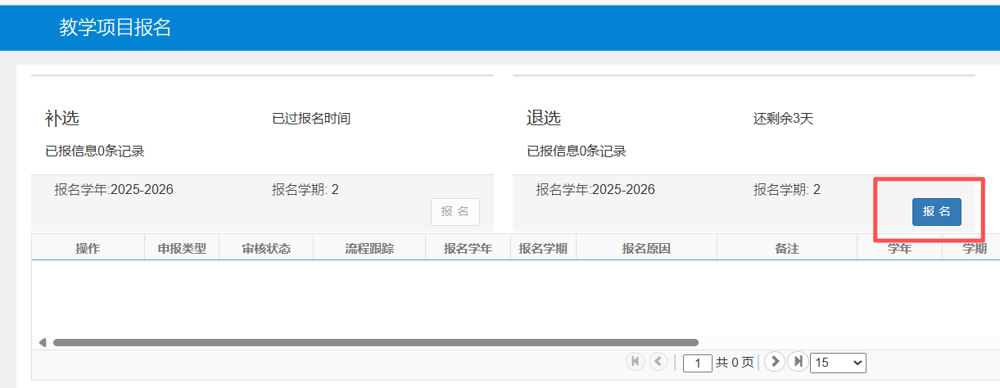 教学项目报名
补选 已过报名时间
已报信息0条记录
报名学年:2025-2026 报名学期: 2
报 名
退选 还剩余3天
已报信息0条记录
报名学年:2025-2026 报名学期: 2
报 名
操作 申报类型 审核状态 流程跟踪 报名学年 报名学期 报名原因 备注 学年 学期
1 共 0 页 15